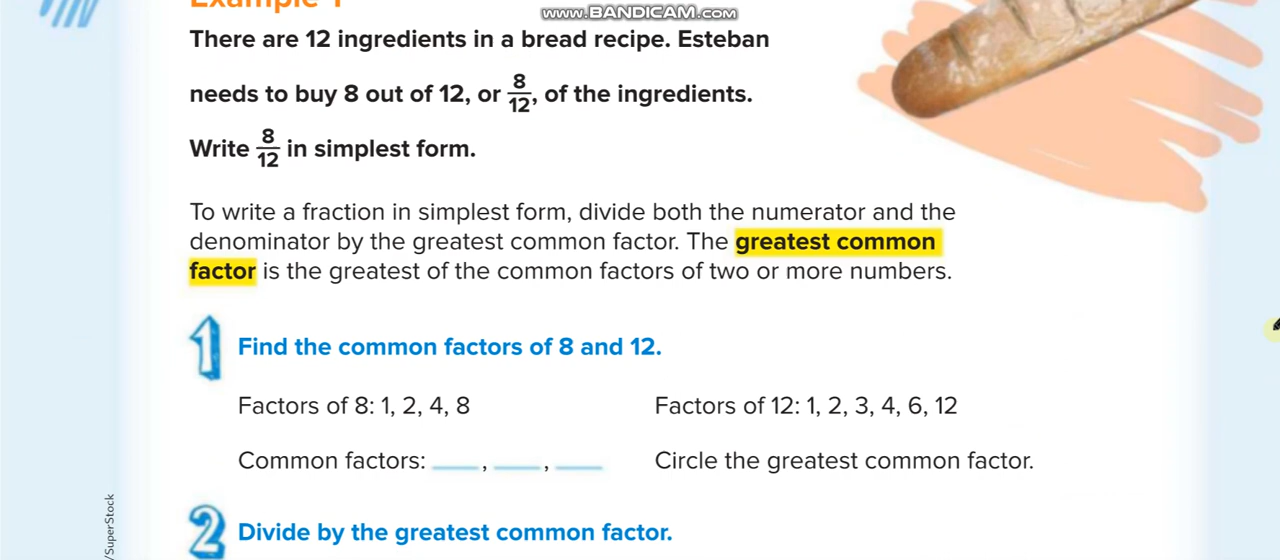 Example 1
www.BANDICAM.com
There are 12 ingredients in a bread recipe. Esteban
needs to buy 8 out of 12, or 8/12, of the ingredients.
Write 8/12 in simplest form.
To write a fraction in simplest form, divide both the numerator and the
denominator by the greatest common factor. The greatest common
factor is the greatest of the common factors of two or more numbers.
1 Find the common factors of 8 and 12.
Factors of 8: 1, 2, 4, 8
Factors of 12: 1, 2, 3, 4, 6, 12
Common factors: ___, ___, ___
Circle the greatest common factor.
2 Divide by the greatest common factor.
/SuperStock